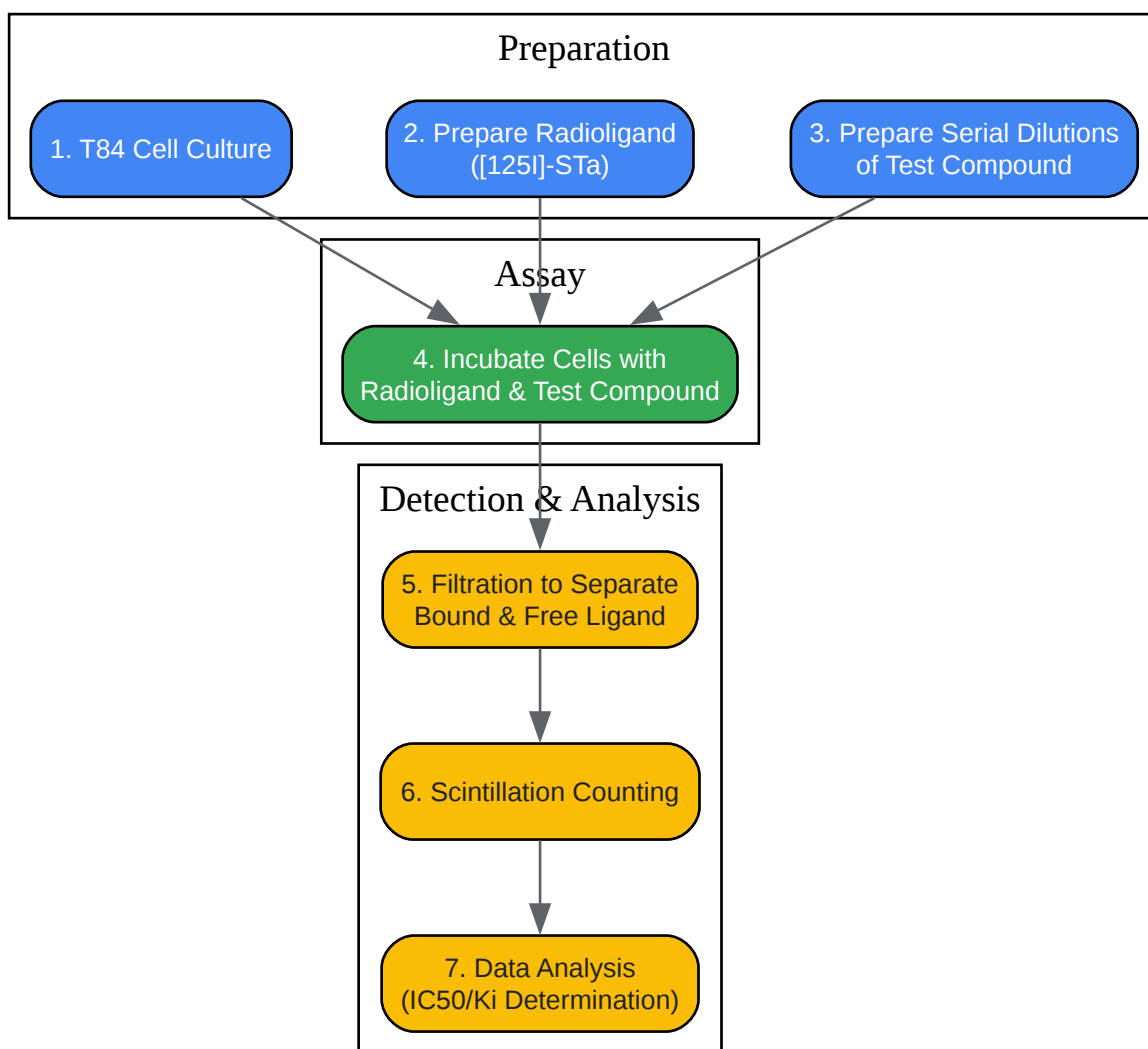 Preparation
1. T84 Cell Culture
2. Prepare Radioligand
([125I]-STa)
3. Prepare Serial Dilutions
of Test Compound
Assay
4. Incubate Cells with
Radioligand & Test Compound
Detection & Analysis
5. Filtration to Separate
Bound & Free Ligand
6. Scintillation Counting
7. Data Analysis
(IC50/Ki Determination)